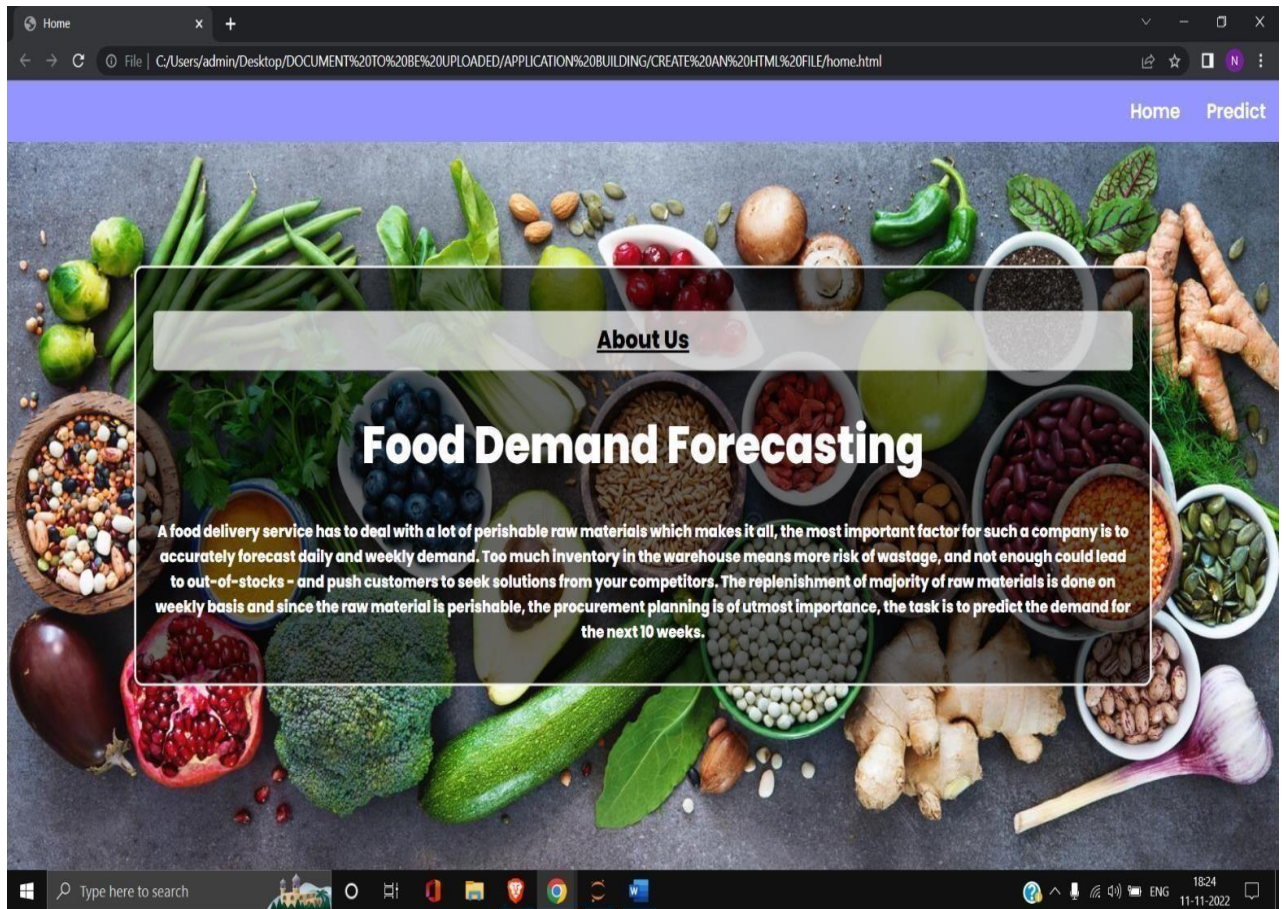 Home
File | C:/Users/admin/Desktop/DOCUMENT%20TO%20BE%20UPLOADED/APPLICATION%20BUILDING/CREATE%20AN%20HTML%20FILE/home.html
N
Home Predict
About Us
Food Demand Forecasting
A food delivery service has to deal with a lot of perishable raw materials which makes it all, the most important factor for such a company is to
accurately forecast daily and weekly demand. Too much inventory in the warehouse means more risk of wastage, and not enough could lead
to out-of-stocks - and push customers to seek solutions from your competitors. The replenishment of majority of raw materials is done on
weekly basis and since the raw material is perishable, the procurement planning is of utmost importance, the task is to predict the demand for
the next 10 weeks.
Type here to search
W
ENG
18:24
11-11-2022